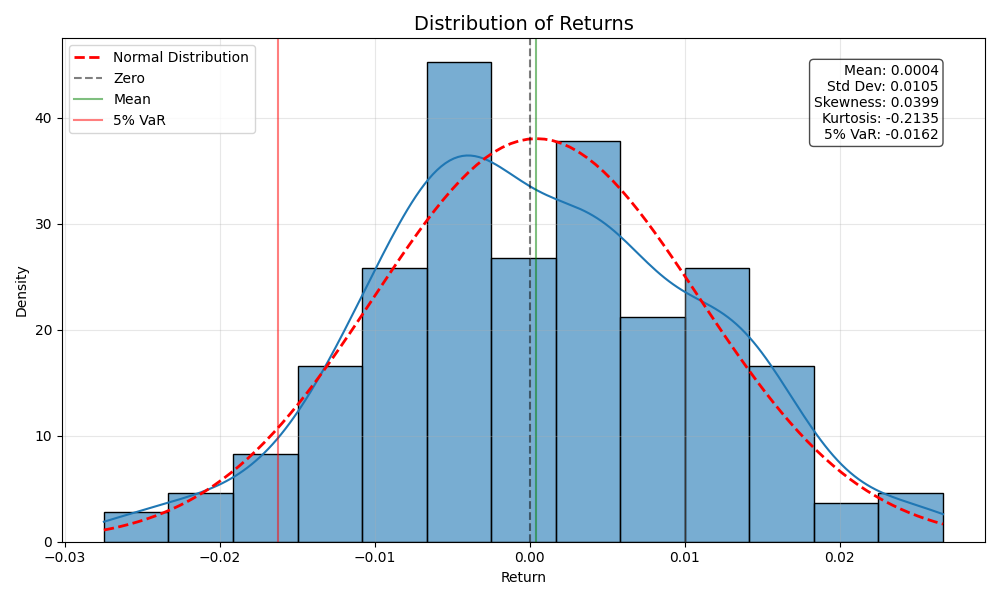 Distribution of Returns
Normal Distribution
Zero
Mean
5% VaR
Mean: 0.0004
Std Dev: 0.0105
Skewness: 0.0399
Kurtosis: -0.2135
5% VaR: -0.0162
Density
40
30
20
10
0
−0.03 −0.02 −0.01 0.00 0.01 0.02
Return